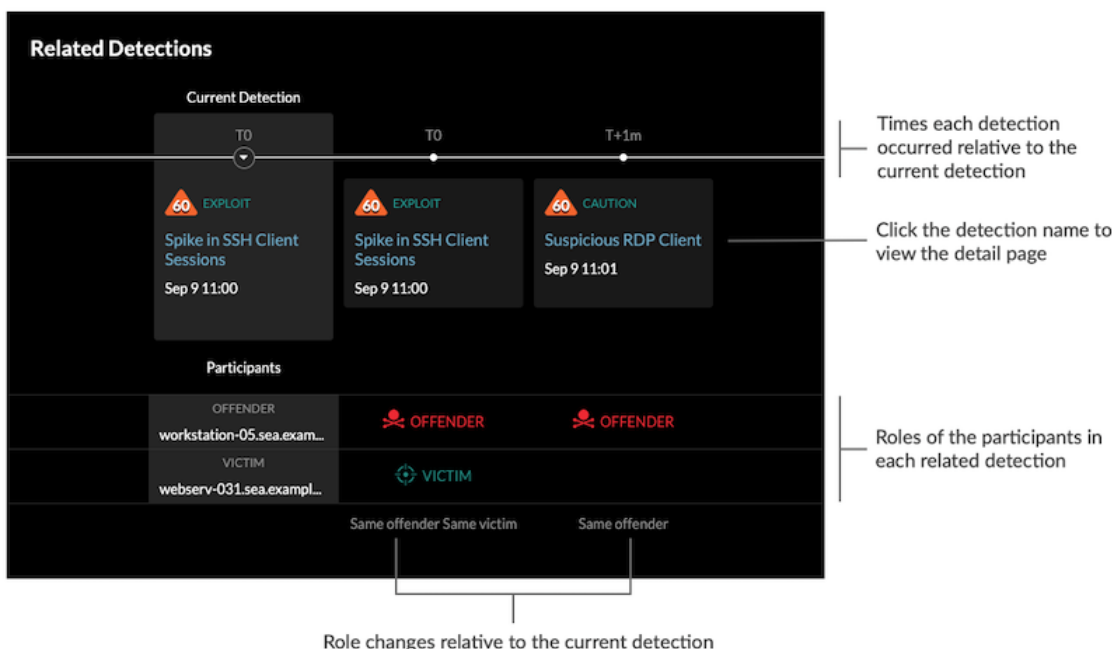 Related Detections
Current Detection
T0
T0
T+1m
Times each detection
occurred relative to the
current detection
60 EXPLOIT
Spike in SSH Client
Sessions
Sep 9 11:00
60 EXPLOIT
Spike in SSH Client
Sessions
Sep 9 11:00
60 CAUTION
Suspicious RDP Client
Sep 9 11:01
Click the detection name to
view the detail page
Participants
OFFENDER
workstation-05.sea.exam...
OFFENDER
OFFENDER
VICTIM
webserv-031.sea.exampl...
VICTIM
Roles of the participants in
each related detection
Same offender Same victim
Same offender
Role changes relative to the current detection